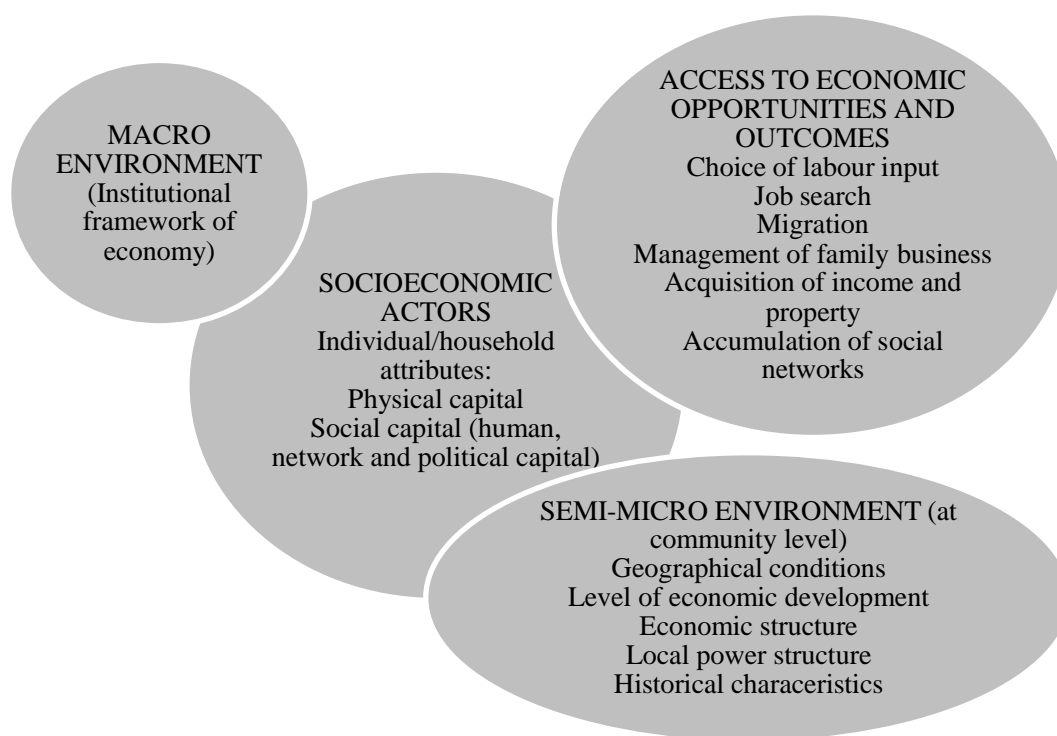 MACRO
ENVIRONMENT
(Institutional
framework of
economy)
SOCIOECONOMIC
ACTORS
Individual/household
attributes:
Physical capital
Social capital (human,
network and political capital)
ACCESS TO ECONOMIC
OPPORTUNITIES AND
OUTCOMES
Choice of labour input
Job search
Migration
Management of family business
Acquisition of income and
property
Accumulation of social
networks
SEMI-MICRO ENVIRONMENT (at
community level)
Geographical conditions
Level of economic development
Economic structure
Local power structure
Historical characeristics